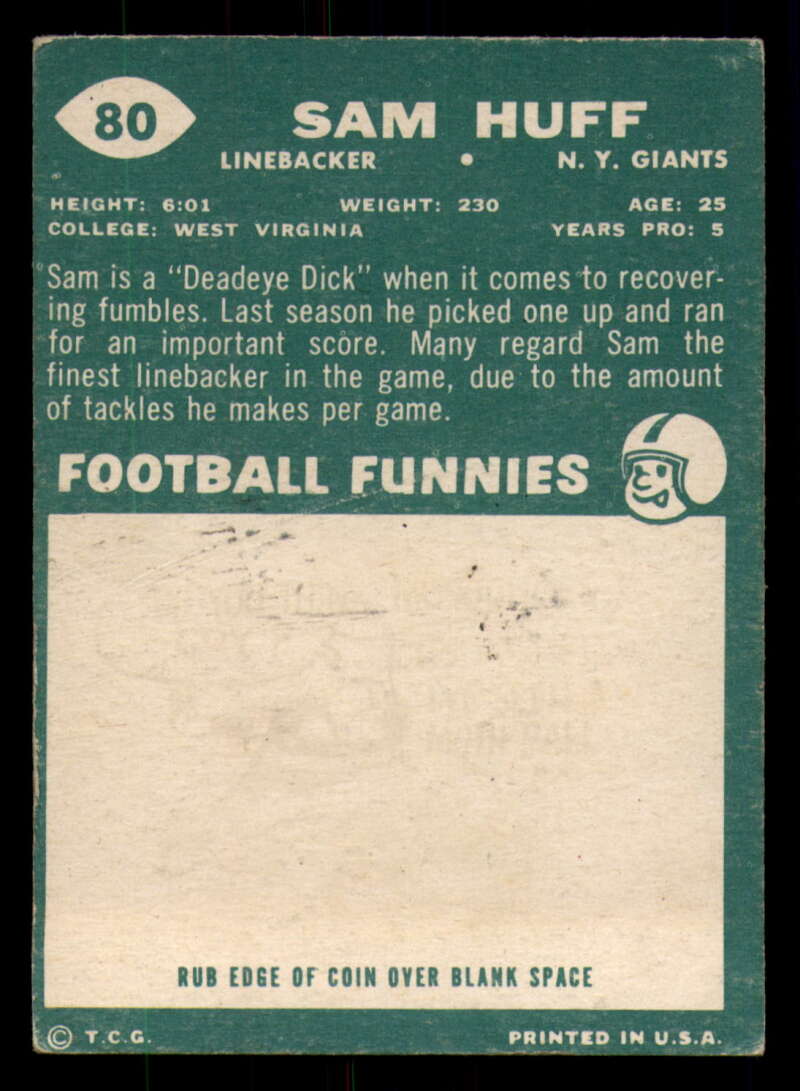 80
SAM HUFF
LINEBACKER • N. Y. GIANTS
HEIGHT: 6:01 WEIGHT: 230 AGE: 25
COLLEGE: WEST VIRGINIA YEARS PRO: 5
Sam is a "Deadeye Dick" when it comes to recover-
ing fumbles. Last season he picked one up and ran
for an important score. Many regard Sam the
finest linebacker in the game, due to the amount
of tackles he makes per game.
FOOTBALL FUNNIES
RUB EDGE OF COIN OVER BLANK SPACE
© T.C.G. PRINTED IN U.S.A.